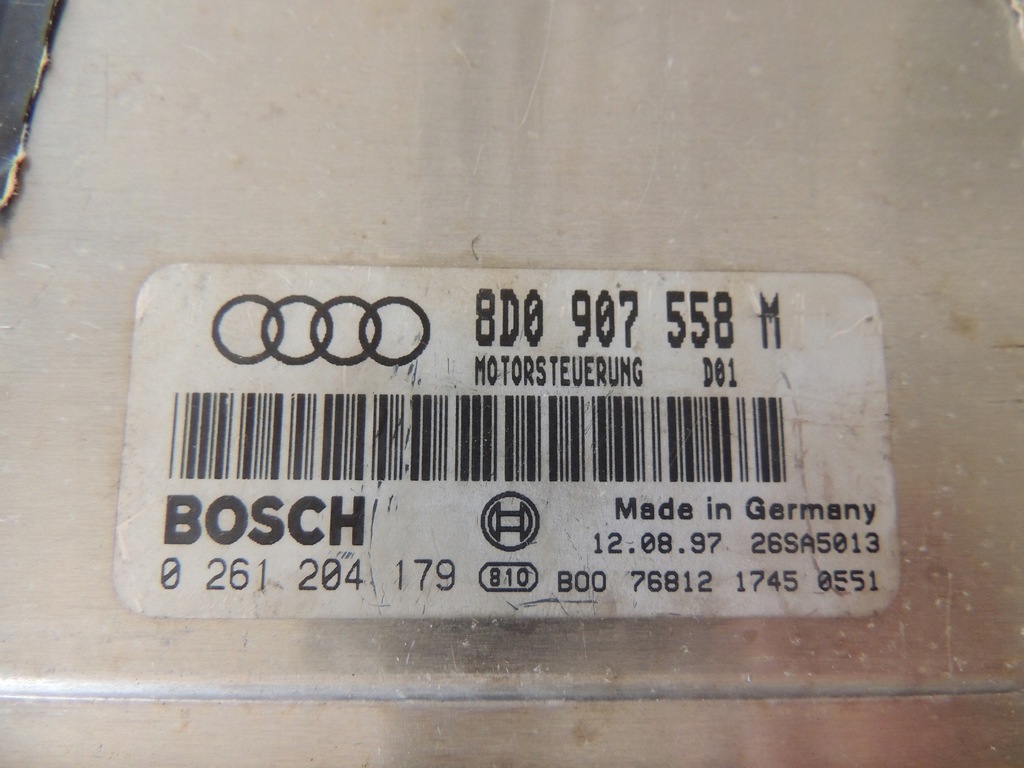 8D0 907 558 M
MOTORSTEUERUNG D01
BOSCH
Made in Germany
12.08.97 26SA5013
0 261 204 179 810 B00 76812 1745 0551